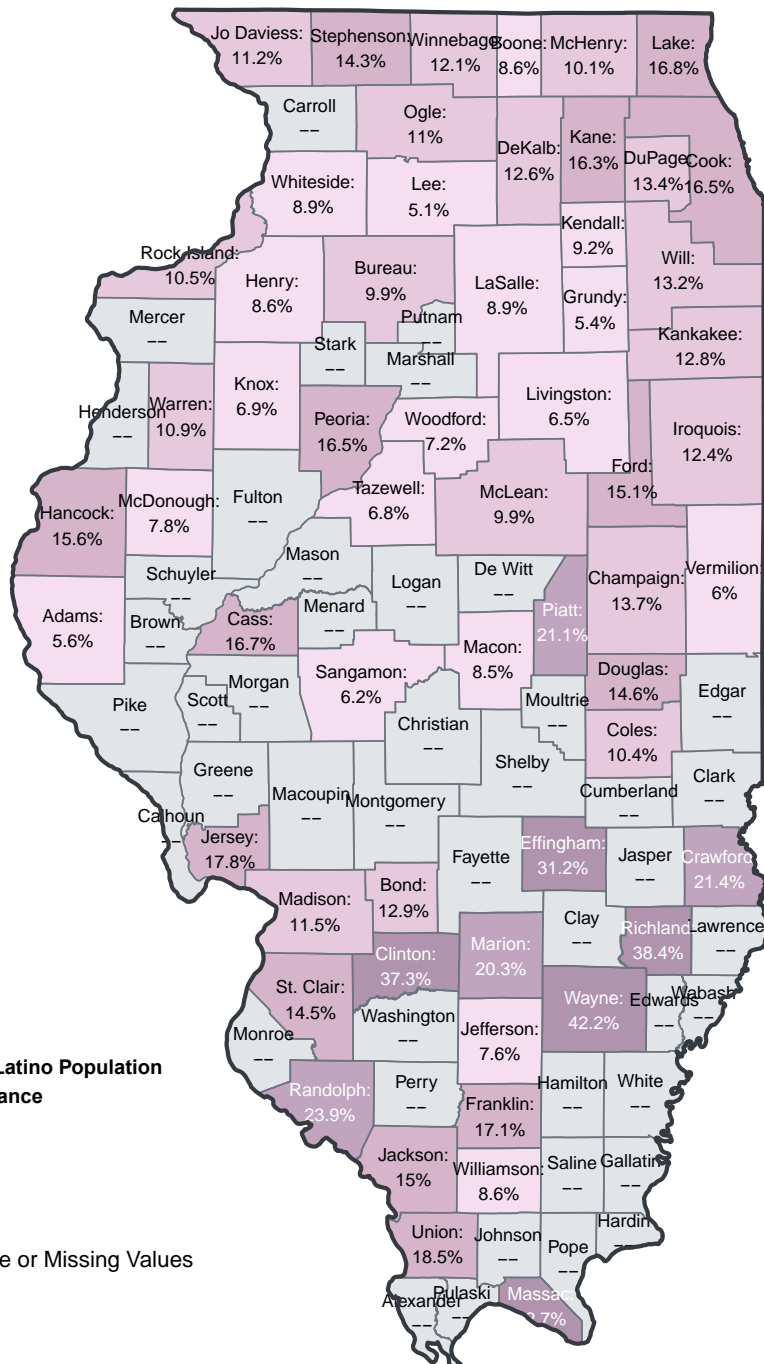 Jo Daviess:
11.2%
Stephenson:
14.3%
Winnebago:
12.1%
Boone:
8.6%
McHenry:
10.1%
Lake:
16.8%
Carroll
--
Ogle:
11%
DeKalb:
12.6%
Kane:
16.3%
DuPage:
13.4%
Cook:
16.5%
Whiteside:
8.9%
Lee:
5.1%
Kendall:
9.2%
Rock Island:
10.5%
Henry:
8.6%
Bureau:
9.9%
LaSalle:
8.9%
Grundy:
5.4%
Will:
13.2%
Mercer
--
Putnam
--
Stark
--
Marshall
--
Kankakee:
12.8%
Henderson
--
Warren:
10.9%
Knox:
6.9%
Peoria:
16.5%
Woodford:
7.2%
Livingston:
6.5%
Iroquois:
12.4%
Ford:
15.1%
Hancock:
15.6%
McDonough:
7.8%
Fulton
--
Tazewell:
6.8%
McLean:
9.9%
Schuyler
--
Mason
--
Logan
--
De Witt
--
Piatt:
21.1%
Champaign:
13.7%
Vermilion:
6%
Adams:
5.6%
Brown
--
Cass:
16.7%
Menard
--
Sangamon:
6.2%
Macon:
8.5%
Douglas:
14.6%
Edgar
--
Pike
--
Scott
--
Morgan
--
Christian
--
Moultrie
--
Coles:
10.4%
Greene
--
Macoupin
--
Montgomery
--
Shelby
--
Cumberland
--
Clark
--
Calhoun
--
Jersey:
17.8%
Fayette
--
Effingham:
31.2%
Jasper
--
Crawford:
21.4%
Madison:
11.5%
Bond:
12.9%
Clay
--
Richland:
38.4%
Lawrence
--
Clinton:
37.3%
Marion:
20.3%
St. Clair:
14.5%
Wayne:
42.2%
Edwards
--
Wabash
--
Monroe
--
Washington
--
Jefferson:
7.6%
Latino Population
Randolph:
23.9%
Perry
--
Hamilton
--
White
--
Franklin:
17.1%
Jackson:
15%
Williamson:
8.6%
Saline
--
Gallatin
--
Union:
18.5%
Johnson
--
Pope
--
Hardin
--
e or Missing Values
Alexander
--
Pulaski
--
Massac: